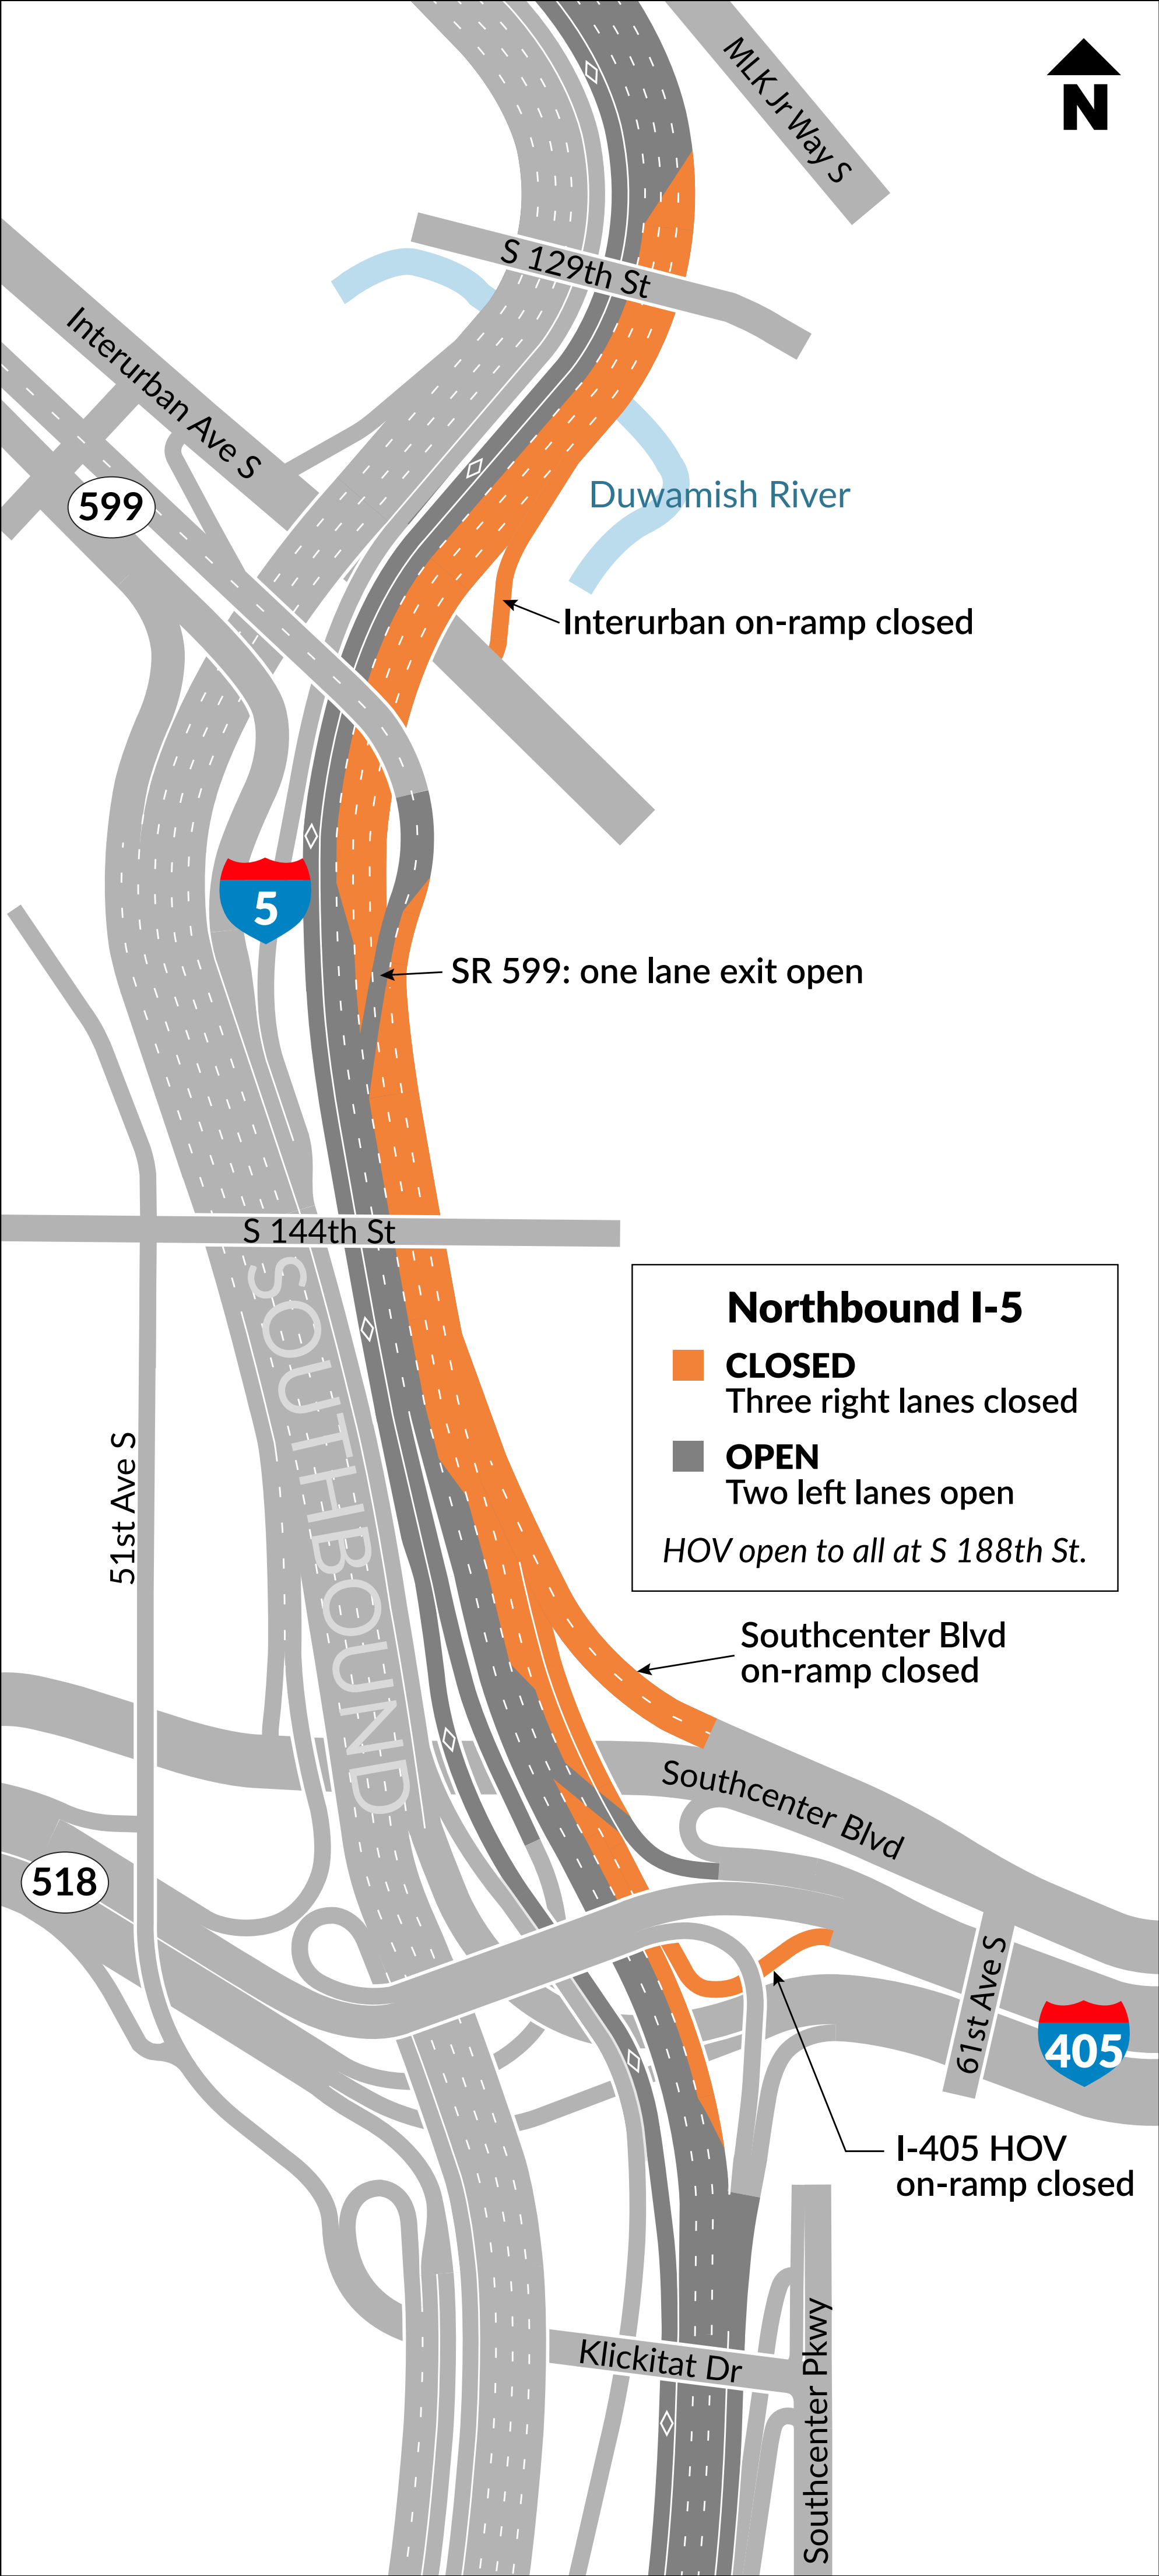 MLK Jr Way S
N
S 129th St
Interurban Ave S
599
Duwamish River
Interurban on-ramp closed
5
SR 599: one lane exit open
S 144th St
SOUTHBOUND
Northbound I-5
CLOSED
Three right lanes closed
OPEN
Two left lanes open
HOV open to all at S 188th St.
51st Ave S
Southcenter Blvd
on-ramp closed
Southcenter Blvd
518
61st Ave S
405
I-405 HOV
on-ramp closed
Klickitat Dr
Southcenter Pkwy